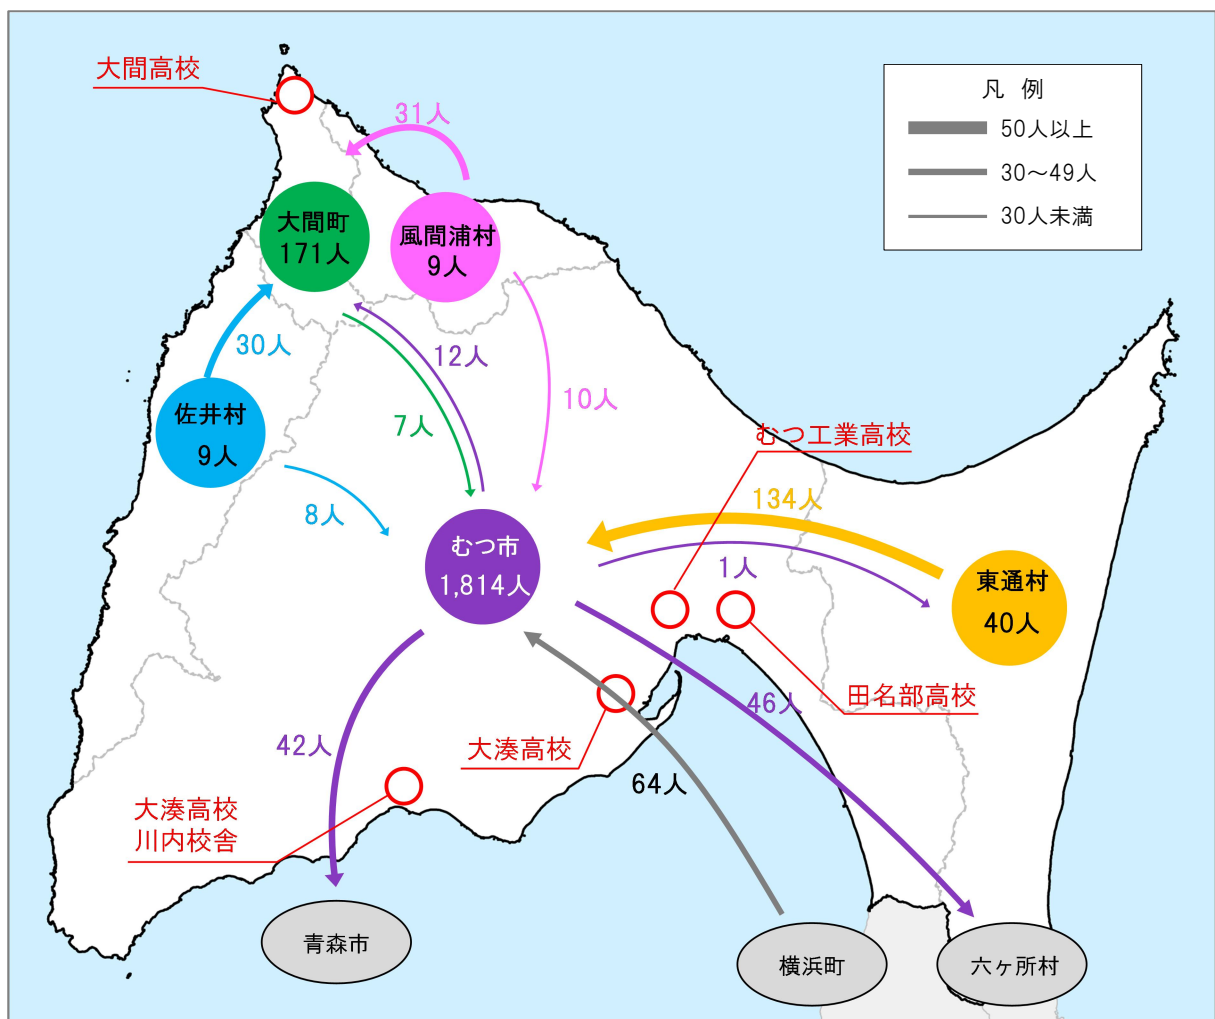 大間高校
31人
凡 例
50人以上
30～49人
30人未満
大間町
171人
風間浦村
9人
30人
12人
7人
10人
佐井村
9人
8人
むつ工業高校
134人
むつ市
1,814人
1人
東通村
40人
田名部高校
46人
42人
大湊高校
64人
大湊高校
川内校舎
青森市
横浜町
六ヶ所村